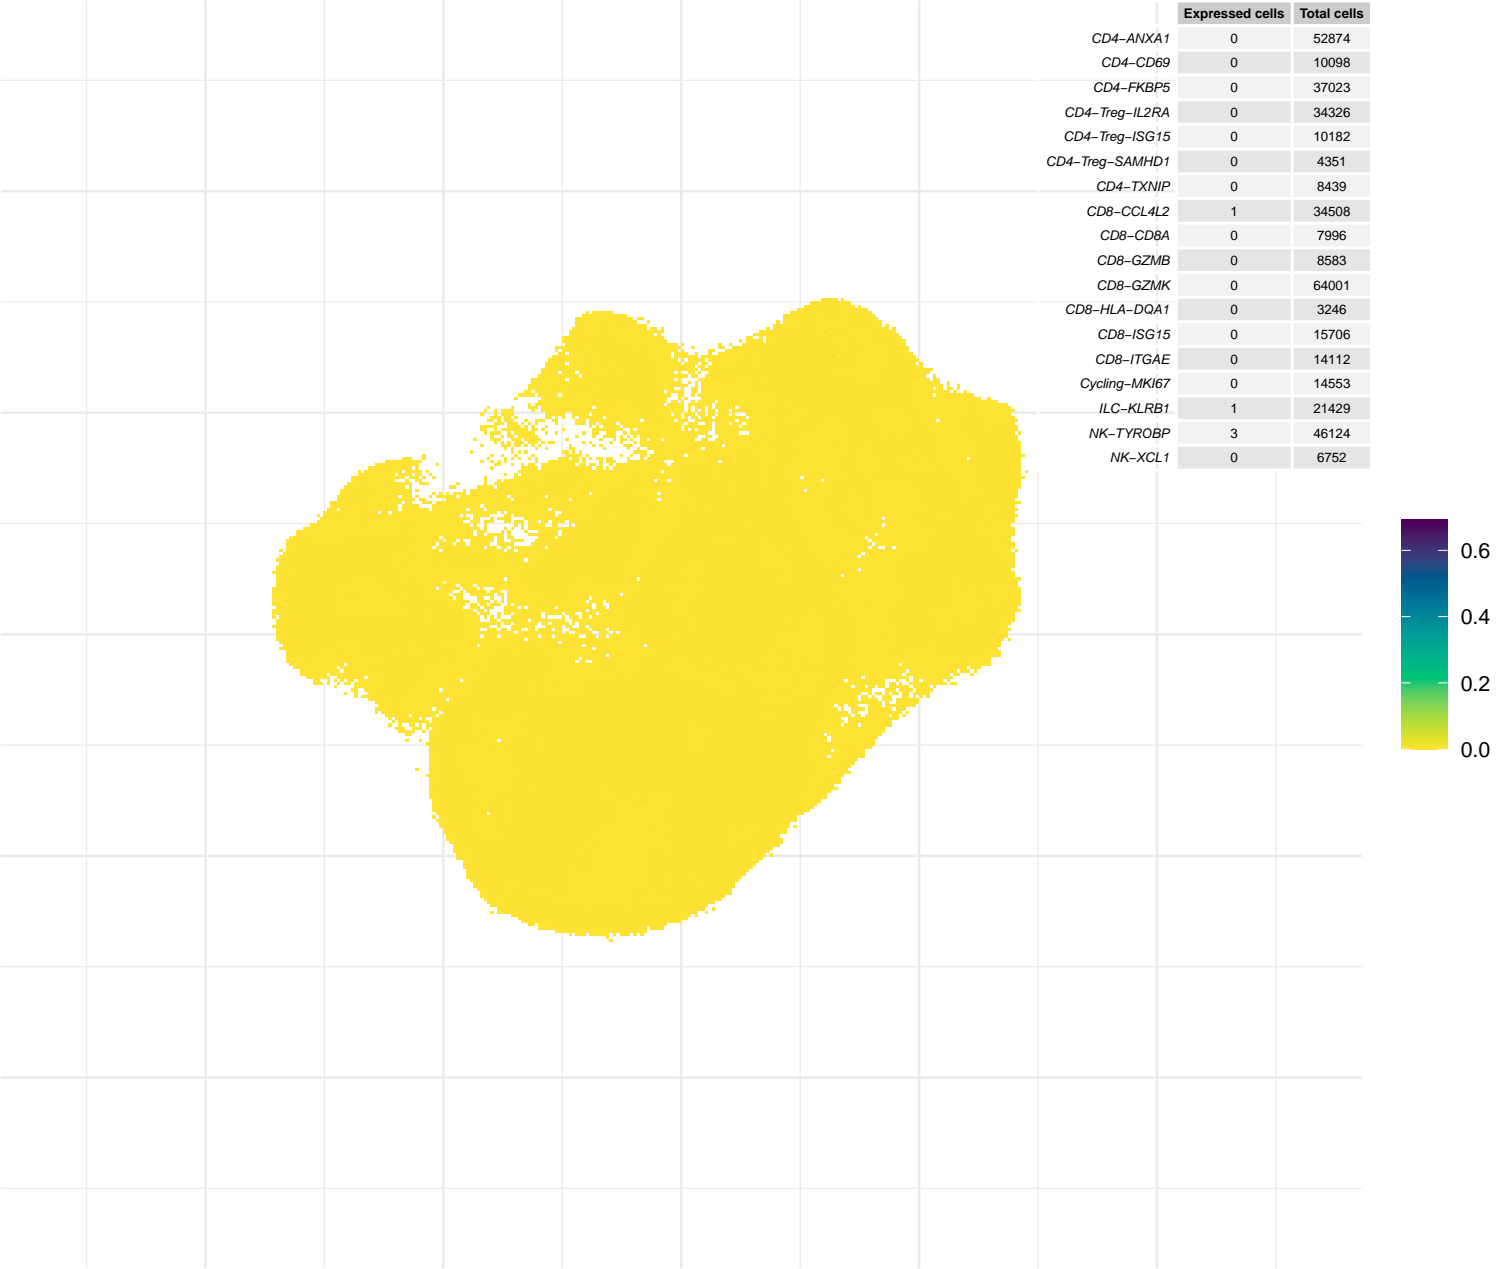 Expressed cells Total cells
CD4−ANXA1 0 52874
CD4−CD69 0 10098
CD4−FKBP5 0 37023
CD4−Treg−IL2RA 0 34326
CD4−Treg−ISG15 0 10182
CD4−Treg−SAMHD1 0 4351
CD4−TXNIP 0 8439
CD8−CCL4L2 1 34508
CD8−CD8A 0 7996
CD8−GZMB 0 8583
CD8−GZMK 0 64001
CD8−HLA−DQA1 0 3246
CD8−ISG15 0 15706
CD8−ITGAE 0 14112
Cycling−MKI67 0 14553
ILC−KLRB1 1 21429
NK−TYROBP 3 46124
NK−XCL1 0 6752
0.6
0.4
0.2
0.0